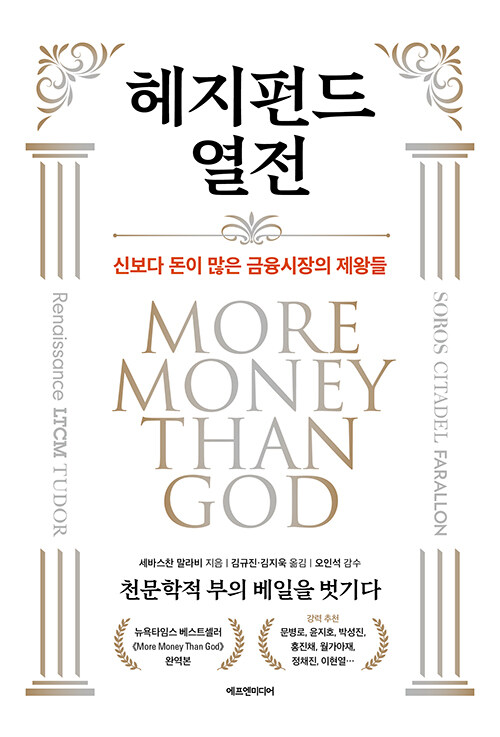 헤지펀드
열전
신보다 돈이 많은 금융시장의 제왕들
MORE
MONEY
THAN
GOD
Renaissance LTCM TUDOR
SOROS CITADEL FARALLON
세바스찬 말라비 지음 | 김규진·김지욱 옮김 | 오인석 감수
천문학적 부의 베일을 벗기다
뉴욕타임스 베스트셀러
《More Money Than God》
완역본
강력 추천
문병로, 윤지호, 박성진,
홍진채, 월가아재,
정채진, 이현열…
에프엔미디어